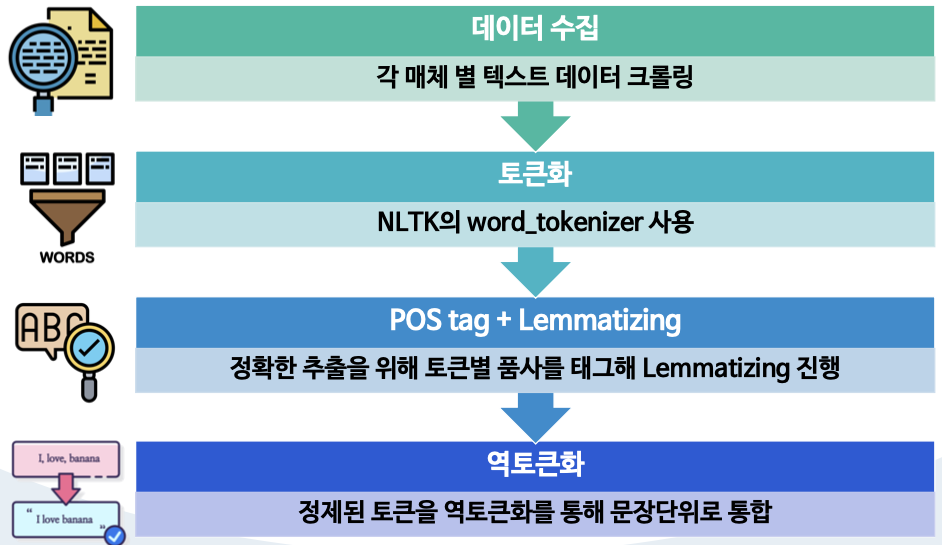 데이터 수집
각 매체 별 텍스트 데이터 크롤링
토큰화
NLTK의 word_tokenizer 사용
WORDS
POS tag + Lemmatizing
ABC
정확한 추출을 위해 토큰별 품사를 태그해 Lemmatizing 진행
역토큰화
I, love, banana
정제된 토큰을 역토큰화를 통해 문장단위로 통합
“ I love banana „